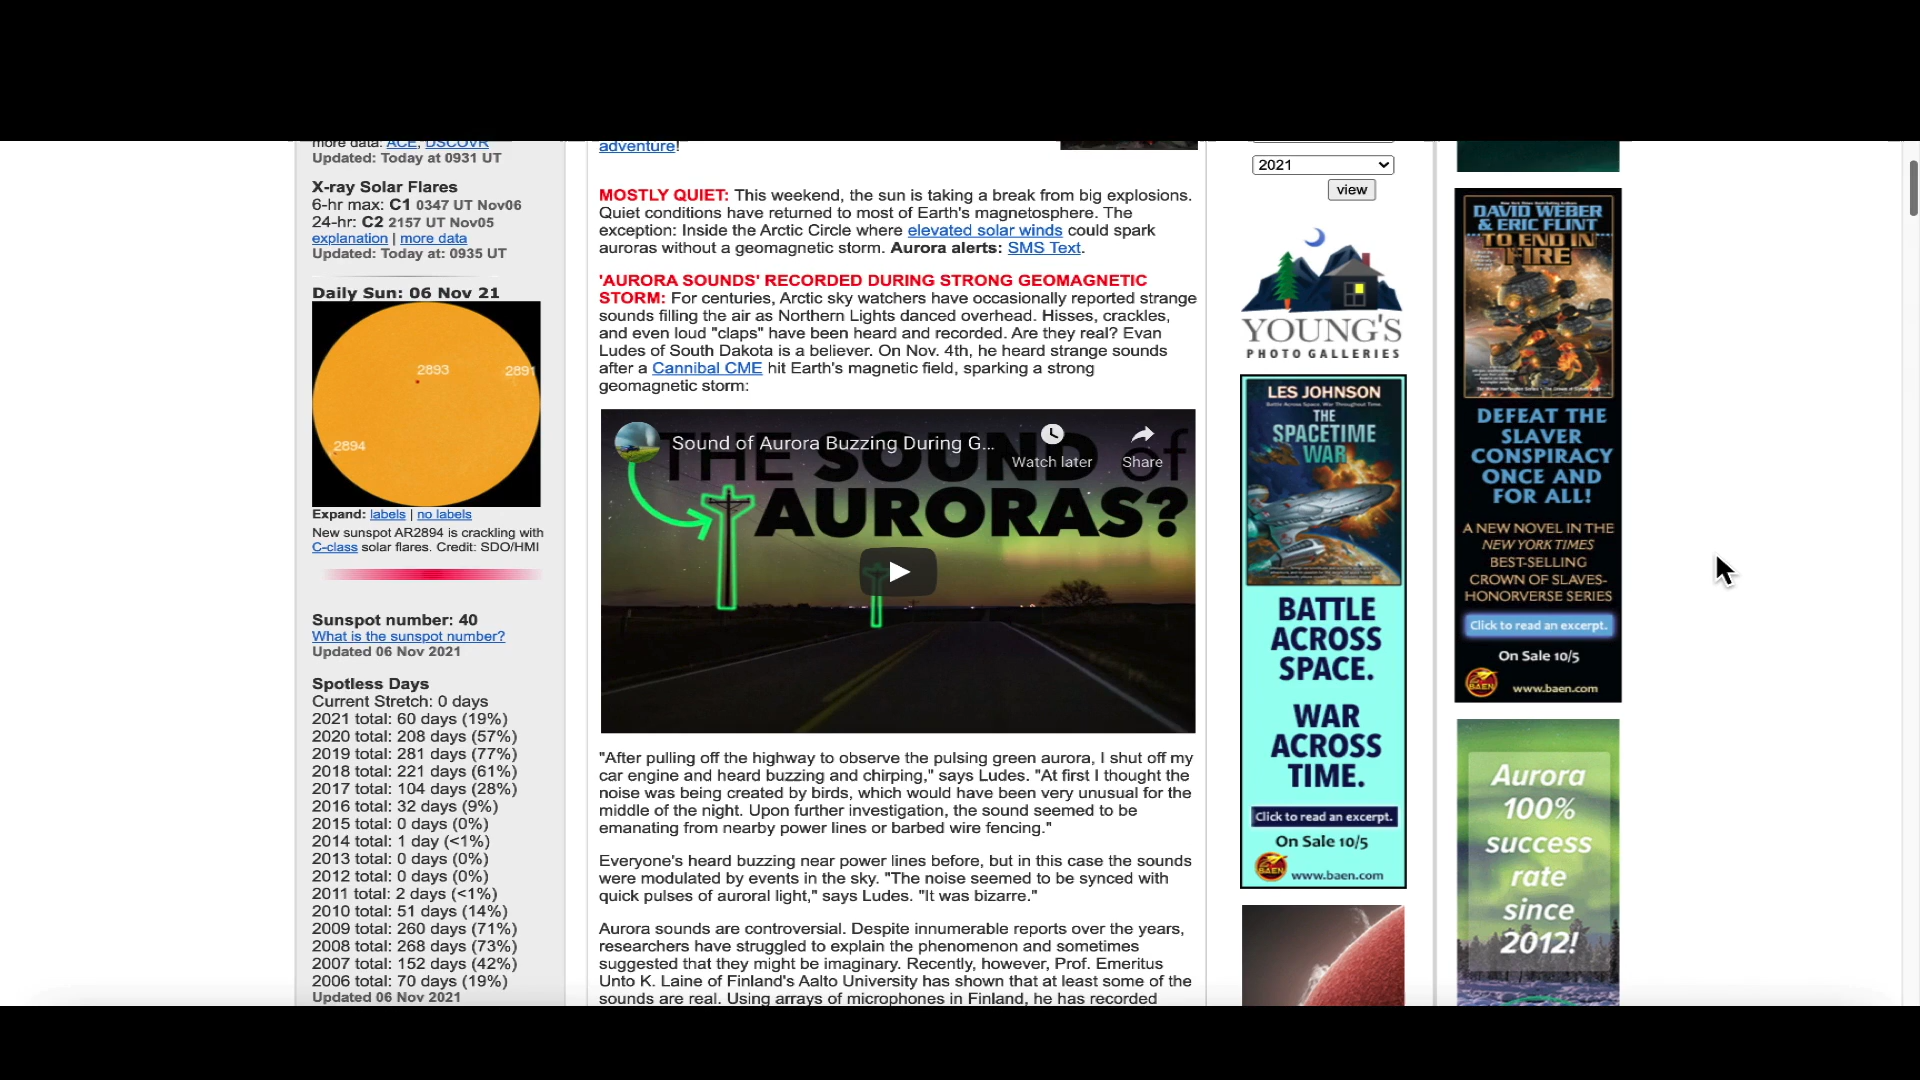 more data: ACE, DSCOVR
Updated: Today at 0931 UT
X-ray Solar Flares
6-hr max: C1 0347 UT Nov06
24-hr: C2 2157 UT Nov05
explanation | more data
Updated: Today at: 0935 UT
Daily Sun: 06 Nov 21
2893
2891
2894
Expand: labels | no labels
New sunspot AR2894 is crackling with
C-class solar flares. Credit: SDO/HMI
Sunspot number: 40
What is the sunspot number?
Updated 06 Nov 2021
Spotless Days
Current Stretch: 0 days
2021 total: 60 days (19%)
2020 total: 208 days (57%)
2019 total: 281 days (77%)
2018 total: 221 days (61%)
2017 total: 104 days (28%)
2016 total: 32 days (9%)
2015 total: 0 days (0%)
2014 total: 1 day (<1%)
2013 total: 0 days (0%)
2012 total: 0 days (0%)
2011 total: 2 days (<1%)
2010 total: 51 days (14%)
2009 total: 260 days (71%)
2008 total: 268 days (73%)
2007 total: 152 days (42%)
2006 total: 70 days (19%)
Updated 06 Nov 2021
adventure!
MOSTLY QUIET: This weekend, the sun is taking a break from big explosions.
Quiet conditions have returned to most of Earth's magnetosphere. The
exception: Inside the Arctic Circle where elevated solar winds could spark
auroras without a geomagnetic storm. Aurora alerts: SMS Text.
'AURORA SOUNDS' RECORDED DURING STRONG GEOMAGNETIC
STORM: For centuries, Arctic sky watchers have occasionally reported strange
sounds filling the air as Northern Lights danced overhead. Hisses, crackles,
and even loud "claps" have been heard and recorded. Are they real? Evan
Ludes of South Dakota is a believer. On Nov. 4th, he heard strange sounds
after a Cannibal CME hit Earth's magnetic field, sparking a strong
geomagnetic storm:
Sound of Aurora Buzzing During G...
Watch later
Share
THE SOUND of
AURORAS?
"After pulling off the highway to observe the pulsing green aurora, I shut off my
car engine and heard buzzing and chirping," says Ludes. "At first I thought the
noise was being created by birds, which would have been very unusual for the
middle of the night. Upon further investigation, the sound seemed to be
emanating from nearby power lines or barbed wire fencing."
Everyone's heard buzzing near power lines before, but in this case the sounds
were modulated by events in the sky. "The noise seemed to be synced with
quick pulses of auroral light," says Ludes. "It was bizarre."
Aurora sounds are controversial. Despite innumerable reports over the years,
researchers have struggled to explain the phenomenon and sometimes
suggested that they might be imaginary. Recently, however, Prof. Emeritus
Unto K. Laine of Finland's Aalto University has shown that at least some of the
sounds are real. Using arrays of microphones in Finland, he has recorded
2021
view
YOUNG'S
PHOTO GALLERIES
LES JOHNSON
THE
SPACETIME
WAR
BATTLE
ACROSS
SPACE.
WAR
ACROSS
TIME.
Click to read an excerpt.
On Sale 10/5
BAEN
www.baen.com
DAVID WEBER
& ERIC FLINT
TO END IN
FIRE
DEFEAT THE
SLAVER
CONSPIRACY
ONCE AND
FOR ALL!
A NEW NOVEL IN THE
NEW YORK TIMES
BEST-SELLING
CROWN OF SLAVES-
HONORVERSE SERIES
Click to read an excerpt.
On Sale 10/5
BAEN
www.baen.com
Aurora
100%
success
rate
since
2012!